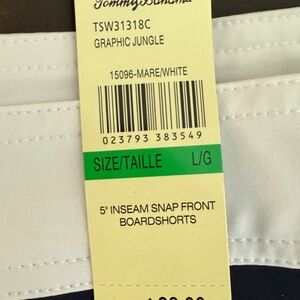 Tommy Bahama
TSW31318C
GRAPHIC JUNGLE
15096-MARE/WHITE
023793 383549
SIZE/TAILLE L/G
5" INSEAM SNAP FRONT
BOARDSHORTS